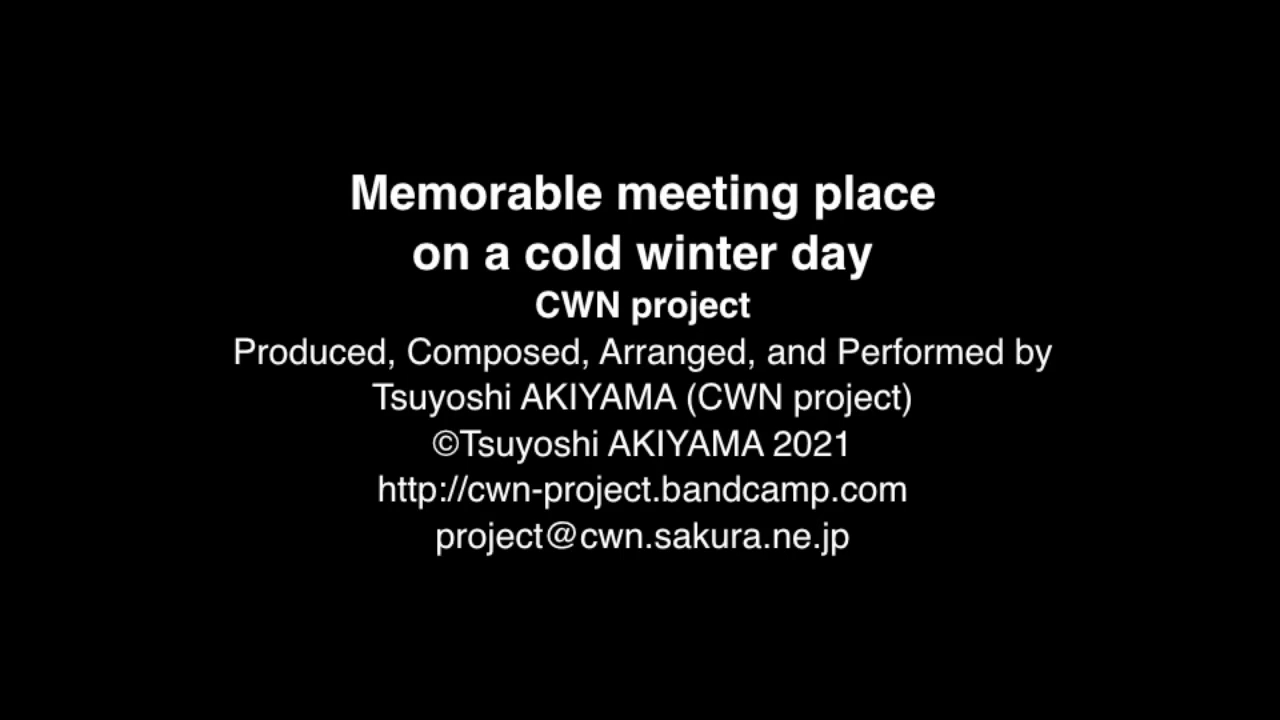 Memorable meeting place
on a cold winter day
CWN project
Produced, Composed, Arranged, and Performed by
Tsuyoshi AKIYAMA (CWN project)
©Tsuyoshi AKIYAMA 2021
http://cwn-project.bandcamp.com
project@cwn.sakura.ne.jp